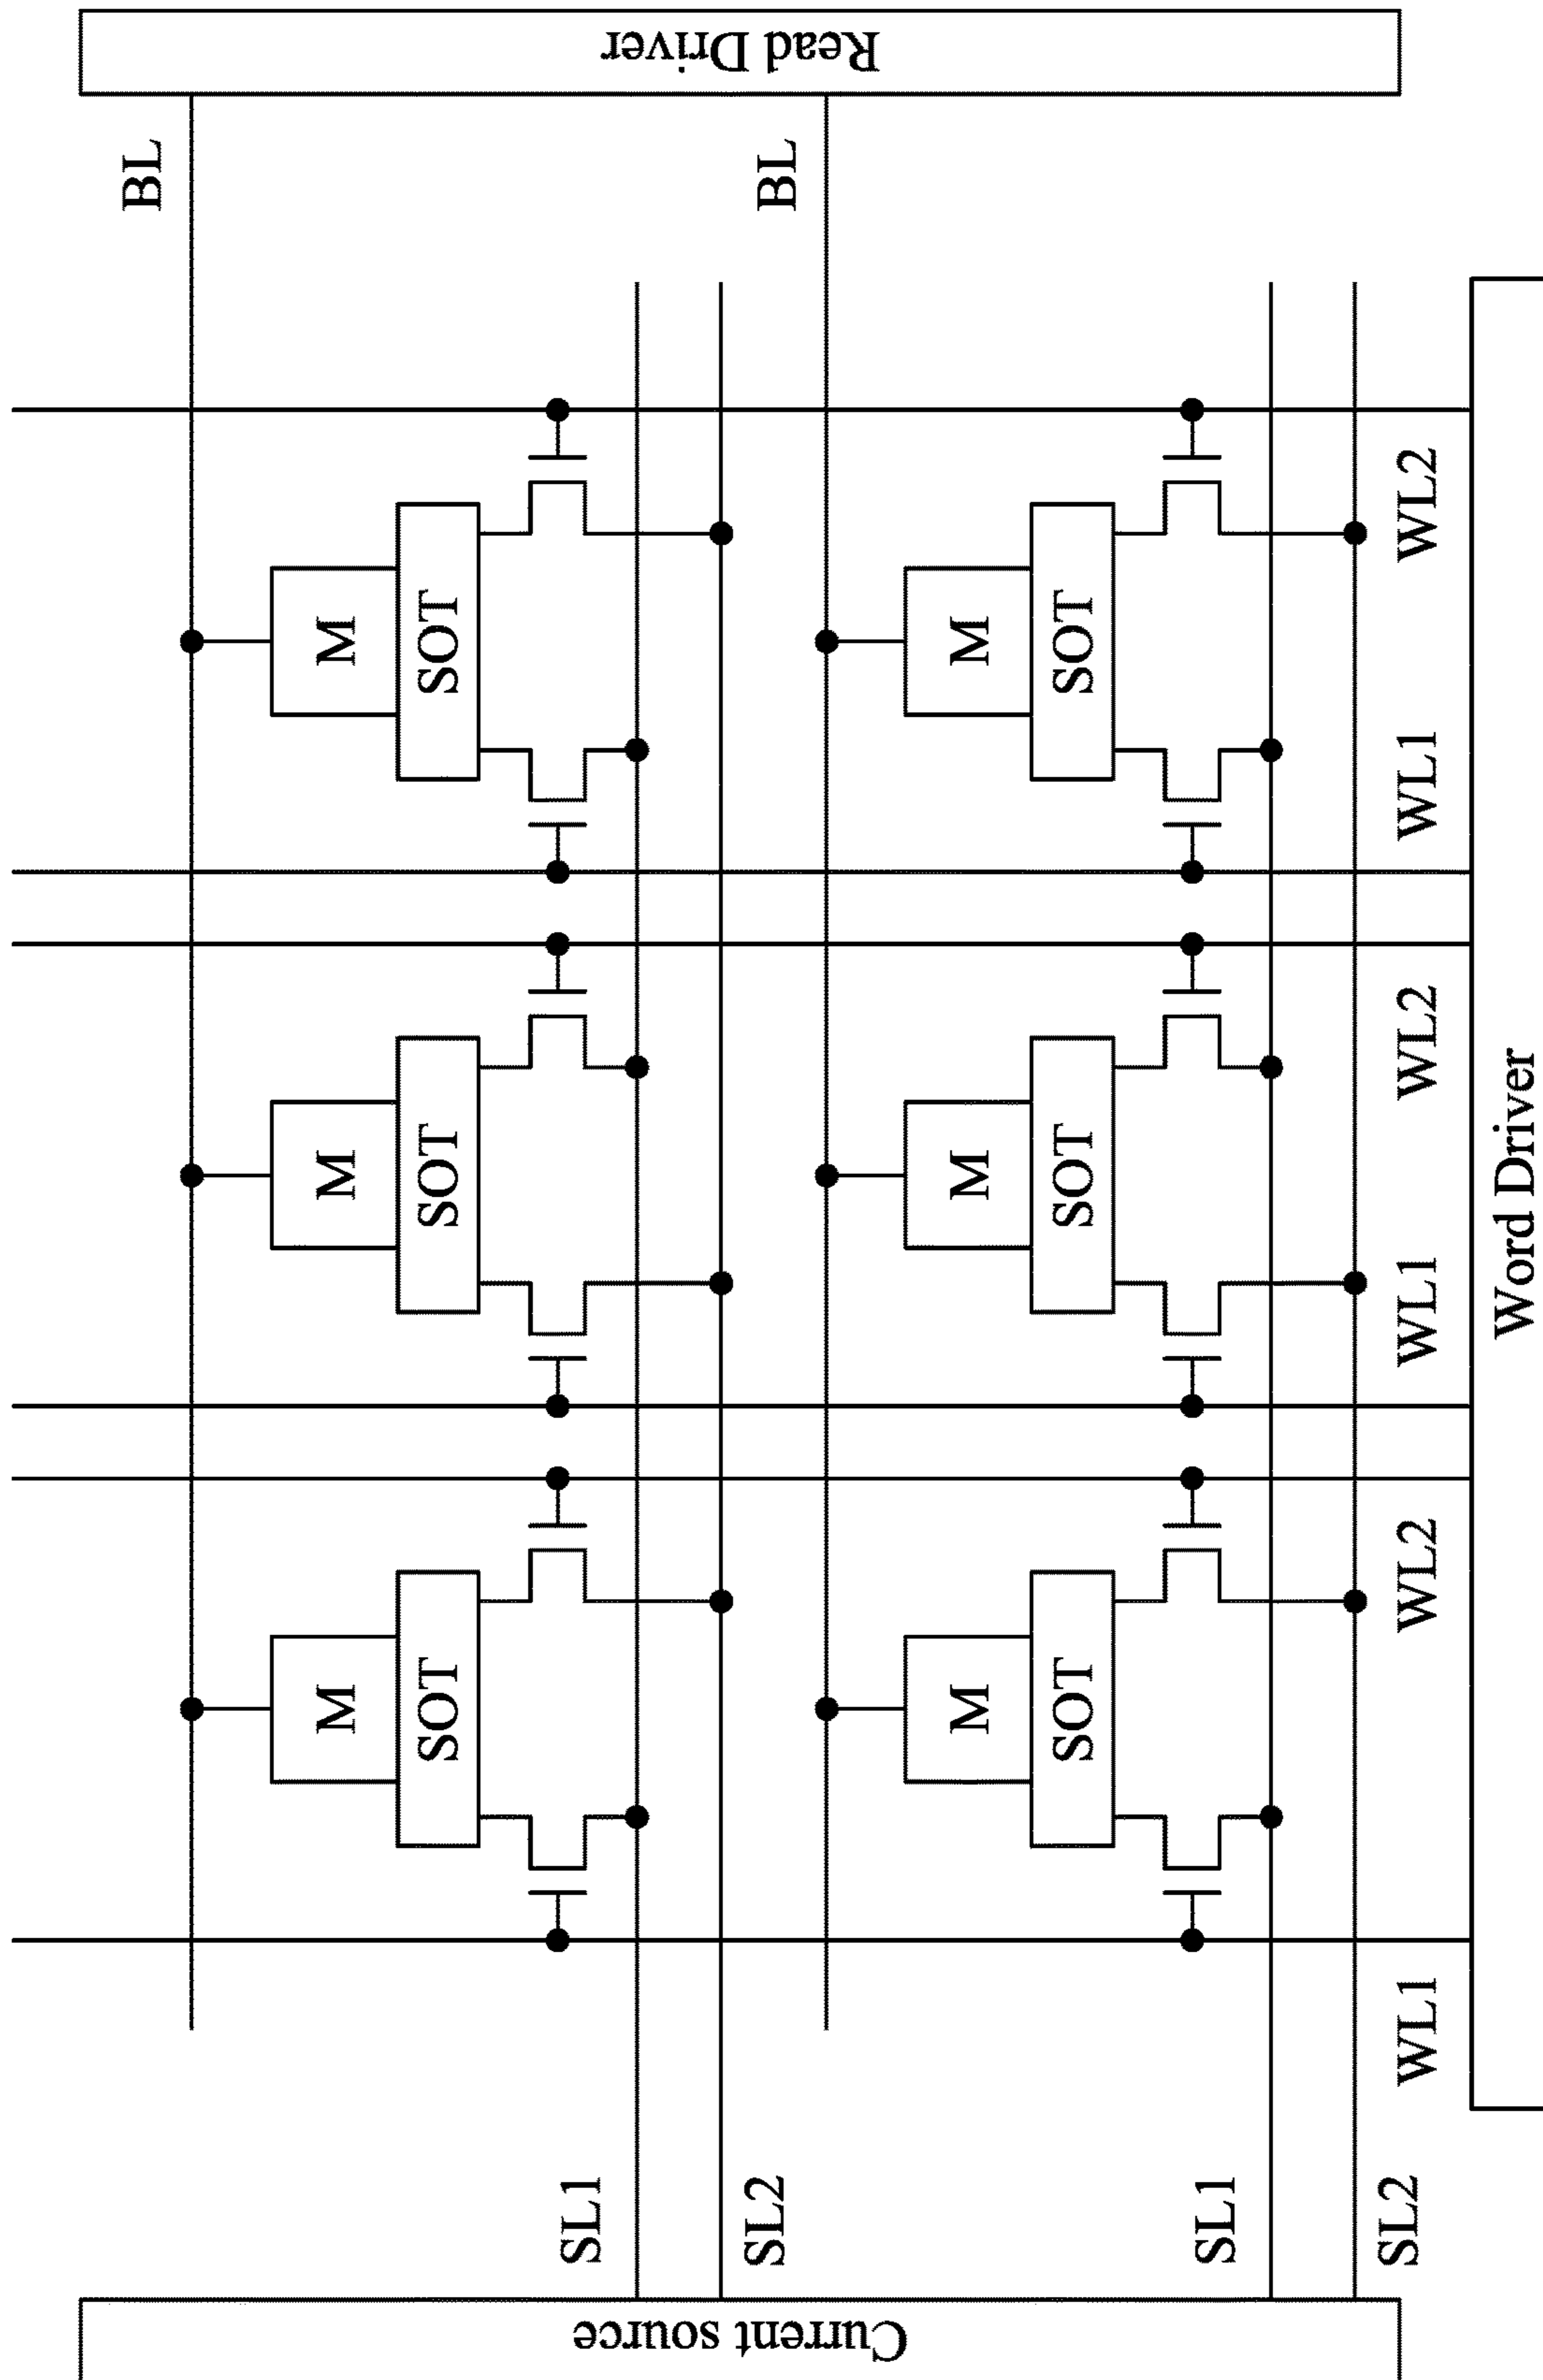 Read Driver
BL
BL
M
SOT
M
SOT
WL2
WL1
M
SOT
M
SOT
WL2
WL1
M
SOT
M
SOT
WL2
WL1
Word Driver
SL1
SL2
SL1
SL2
Current source